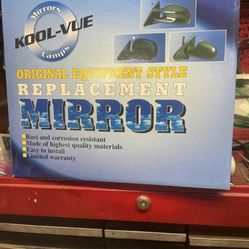 Mirrors
KOOL-VUE
Lamps
ORIGINAL EQUIPMENT STYLE
REPLACEMENT
MIRROR
Rust and corrosion resistant
Made of highest quality materials
Easy to install
Limited warranty